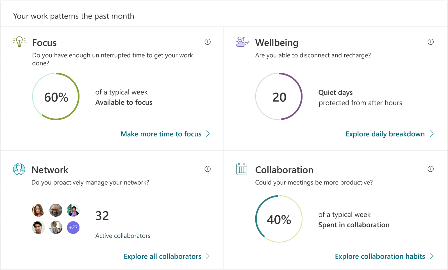 Your work patterns the past month
Focus
Do you have enough uninterrupted time to get your work
done?
60%
of a typical week
Available to focus
Make more time to focus
Wellbeing
Are you able to disconnect and recharge?
20
Quiet days
protected from after hours
Explore daily breakdown
Network
Do you proactively manage your network?
+27
32
Active collaborators
Explore all collaborators
Collaboration
Could your meetings be more productive?
40%
of a typical week
Spent in collaboration
Explore collaboration habits